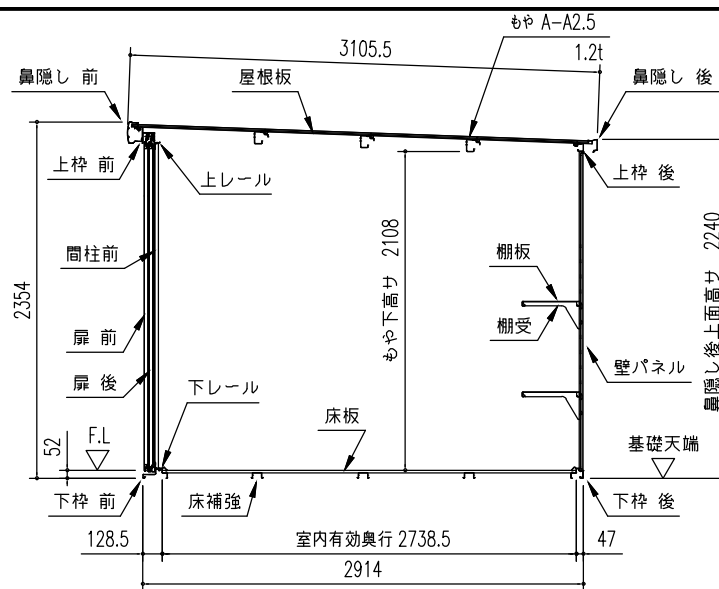 もや A-A2.5
3105.5
1.2t
鼻隠し 前
屋根板
鼻隠し 後
上枠 前
上レール
上枠 後
間柱前
もや下高サ 2108
棚板
棚受
2354
鼻隠し後上面高サ 2240
扉 前
壁パネル
扉 後
下レール
床板
52
F.L
基礎天端
下枠 前
床補強
下枠 後
128.5
室内有効奥行 2738.5
47
2914